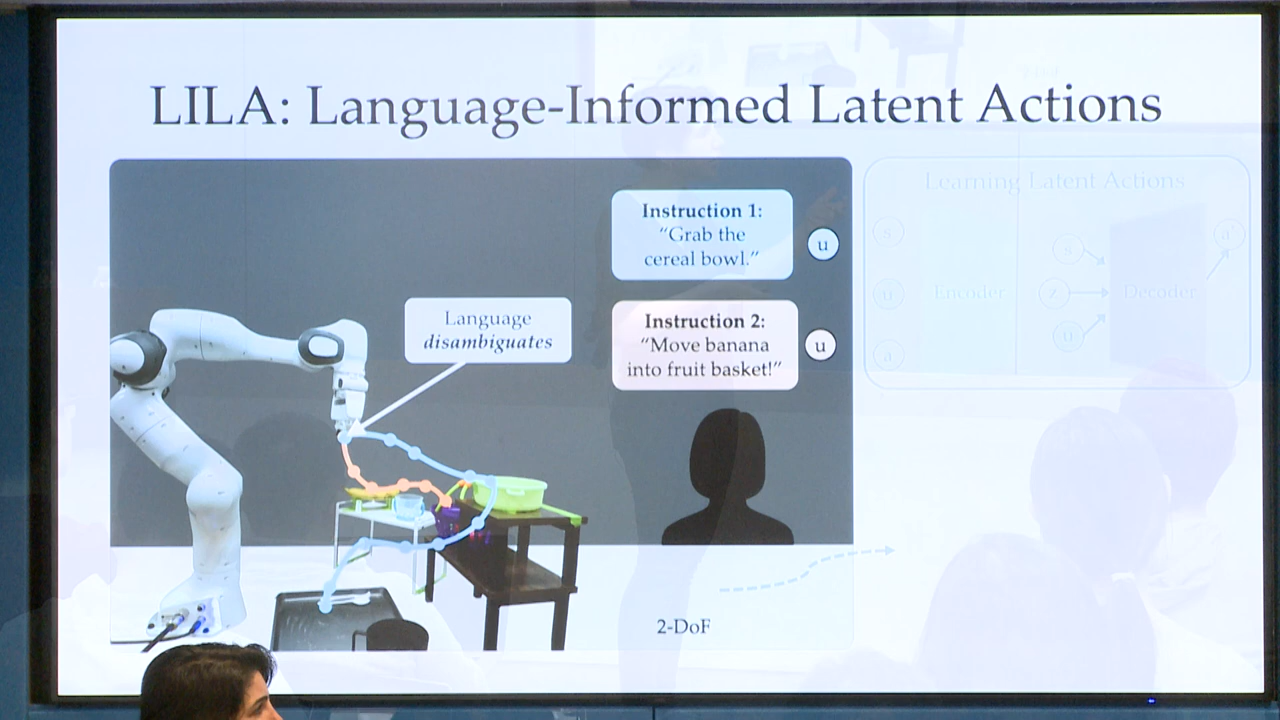 LILA: Language-Informed Latent Actions
Instruction 1:
“Grab the
cereal bowl.”
u
Language
disambiguates
Instruction 2:
“Move banana
into fruit basket!”
u
2-DoF
Learning Latent Actions
s
u
a
Encoder
s
z
u
Decoder
a'